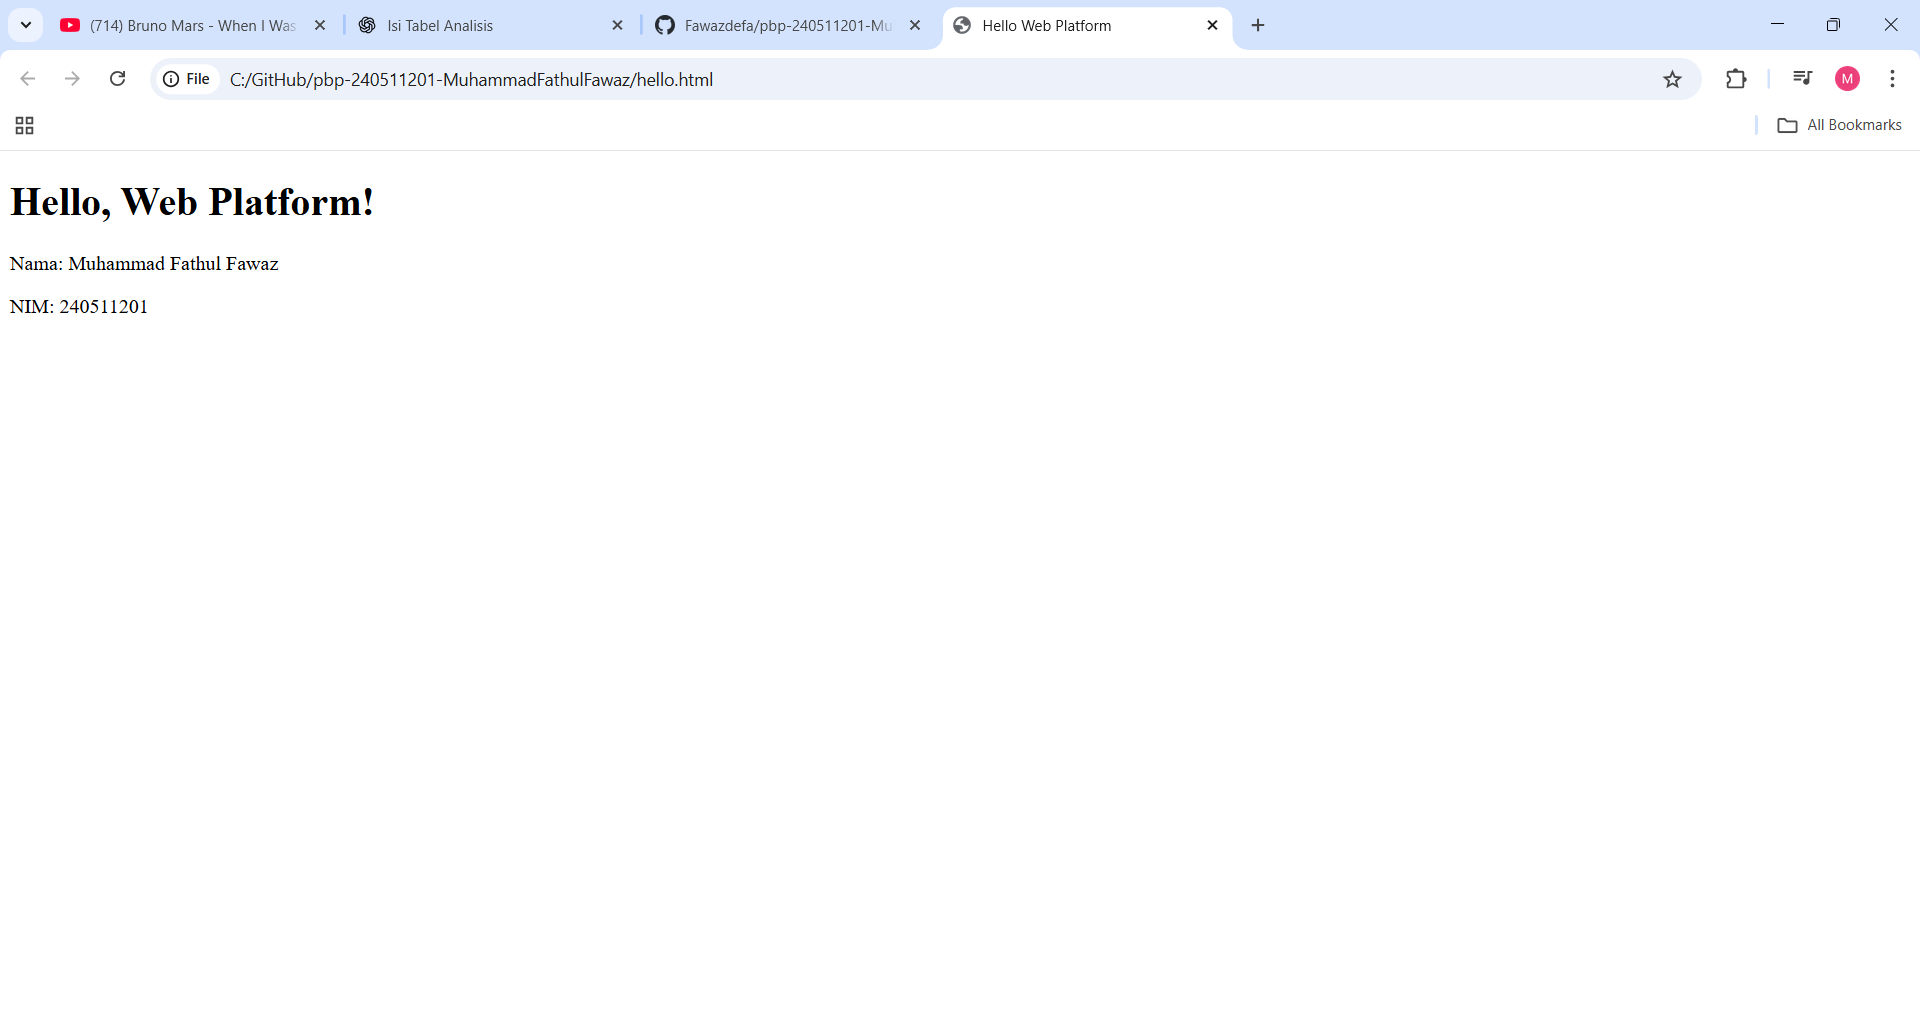 (714) Bruno Mars - When I Was
Isi Tabel Analisis
Fawazdefa/pbp-240511201-Mu
Hello Web Platform
File
C:/GitHub/pbp-240511201-MuhammadFathulFawaz/hello.html
M
All Bookmarks
Hello, Web Platform!
Nama: Muhammad Fathul Fawaz
NIM: 240511201